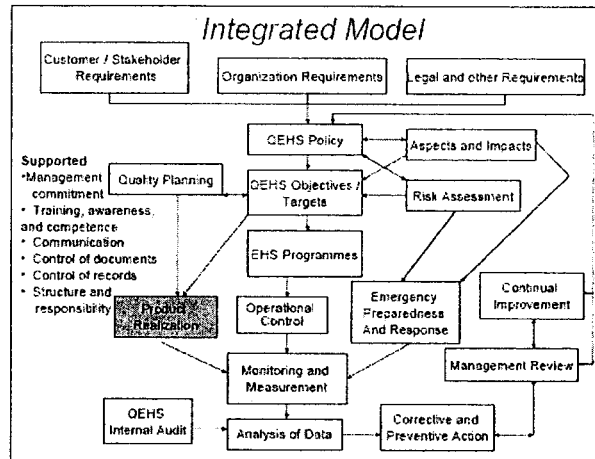 Integrated Model
Customer / Stakeholder
Requirements
Organization Requirements
Legal and other Requirements
QEHS Policy
Aspects and Impacts
Supported
•Management
commitment
• Training, awareness,
and competence
• Communication
• Control of documents
• Control of records
• Structure and
responsibility
Quality Planning
QEHS Objectives /
Targets
Risk Assessment
EHS Programmes
Product
Realization
Operational
Control
Emergency
Preparedness
And Response
Continual
Improvement
Monitoring and
Measurement
Management Review
QEHS
Internal Audit
Analysis of Data
Corrective and
Preventive Action